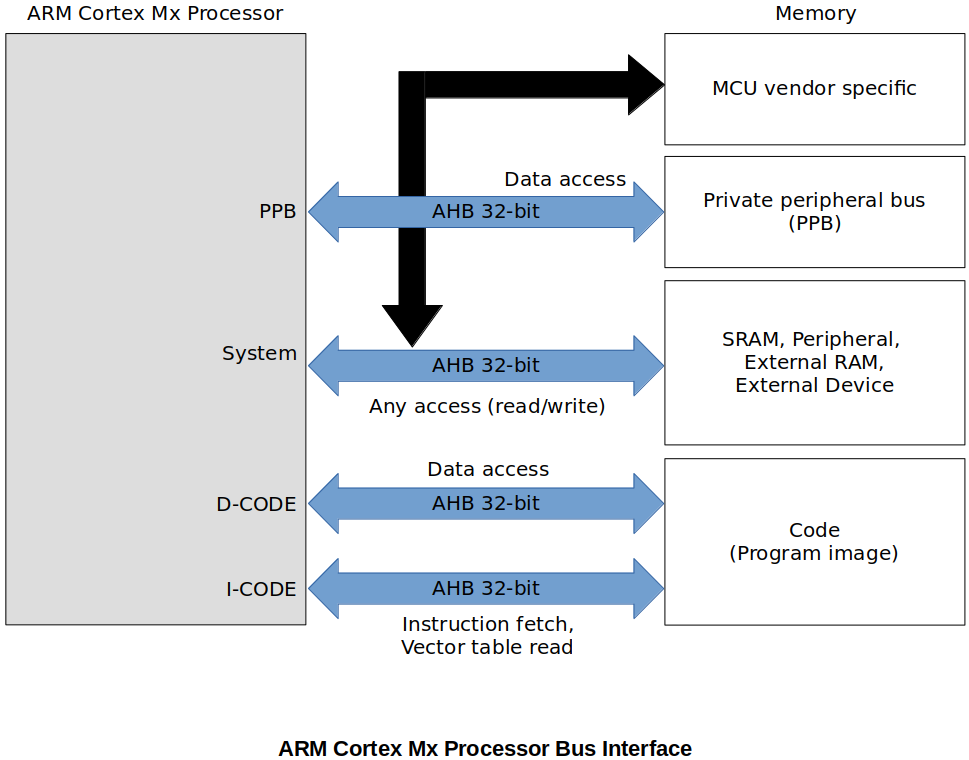 ARM Cortex Mx Processor
Memory
MCU vendor specific
Data access
PPB
AHB 32-bit
Private peripheral bus
(PPB)
System
AHB 32-bit
Any access (read/write)
SRAM, Peripheral,
External RAM,
External Device
Data access
D-CODE
AHB 32-bit
Code
(Program image)
I-CODE
AHB 32-bit
Instruction fetch,
Vector table read
ARM Cortex Mx Processor Bus Interface